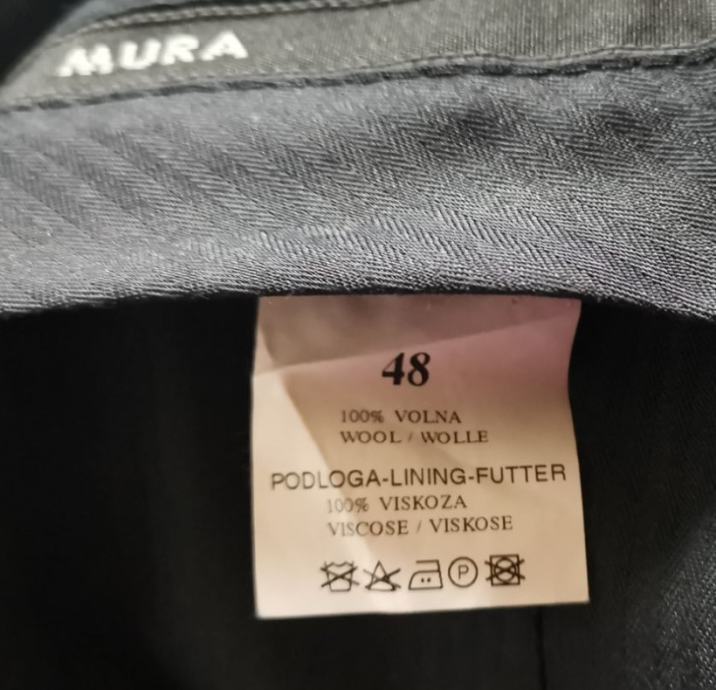 MURA
48
100% VOLNA
WOOL / WOLLE
PODLOGA-LINING-FUTTER
100% VISKOZA
VISCOSE / VISKOSE
P